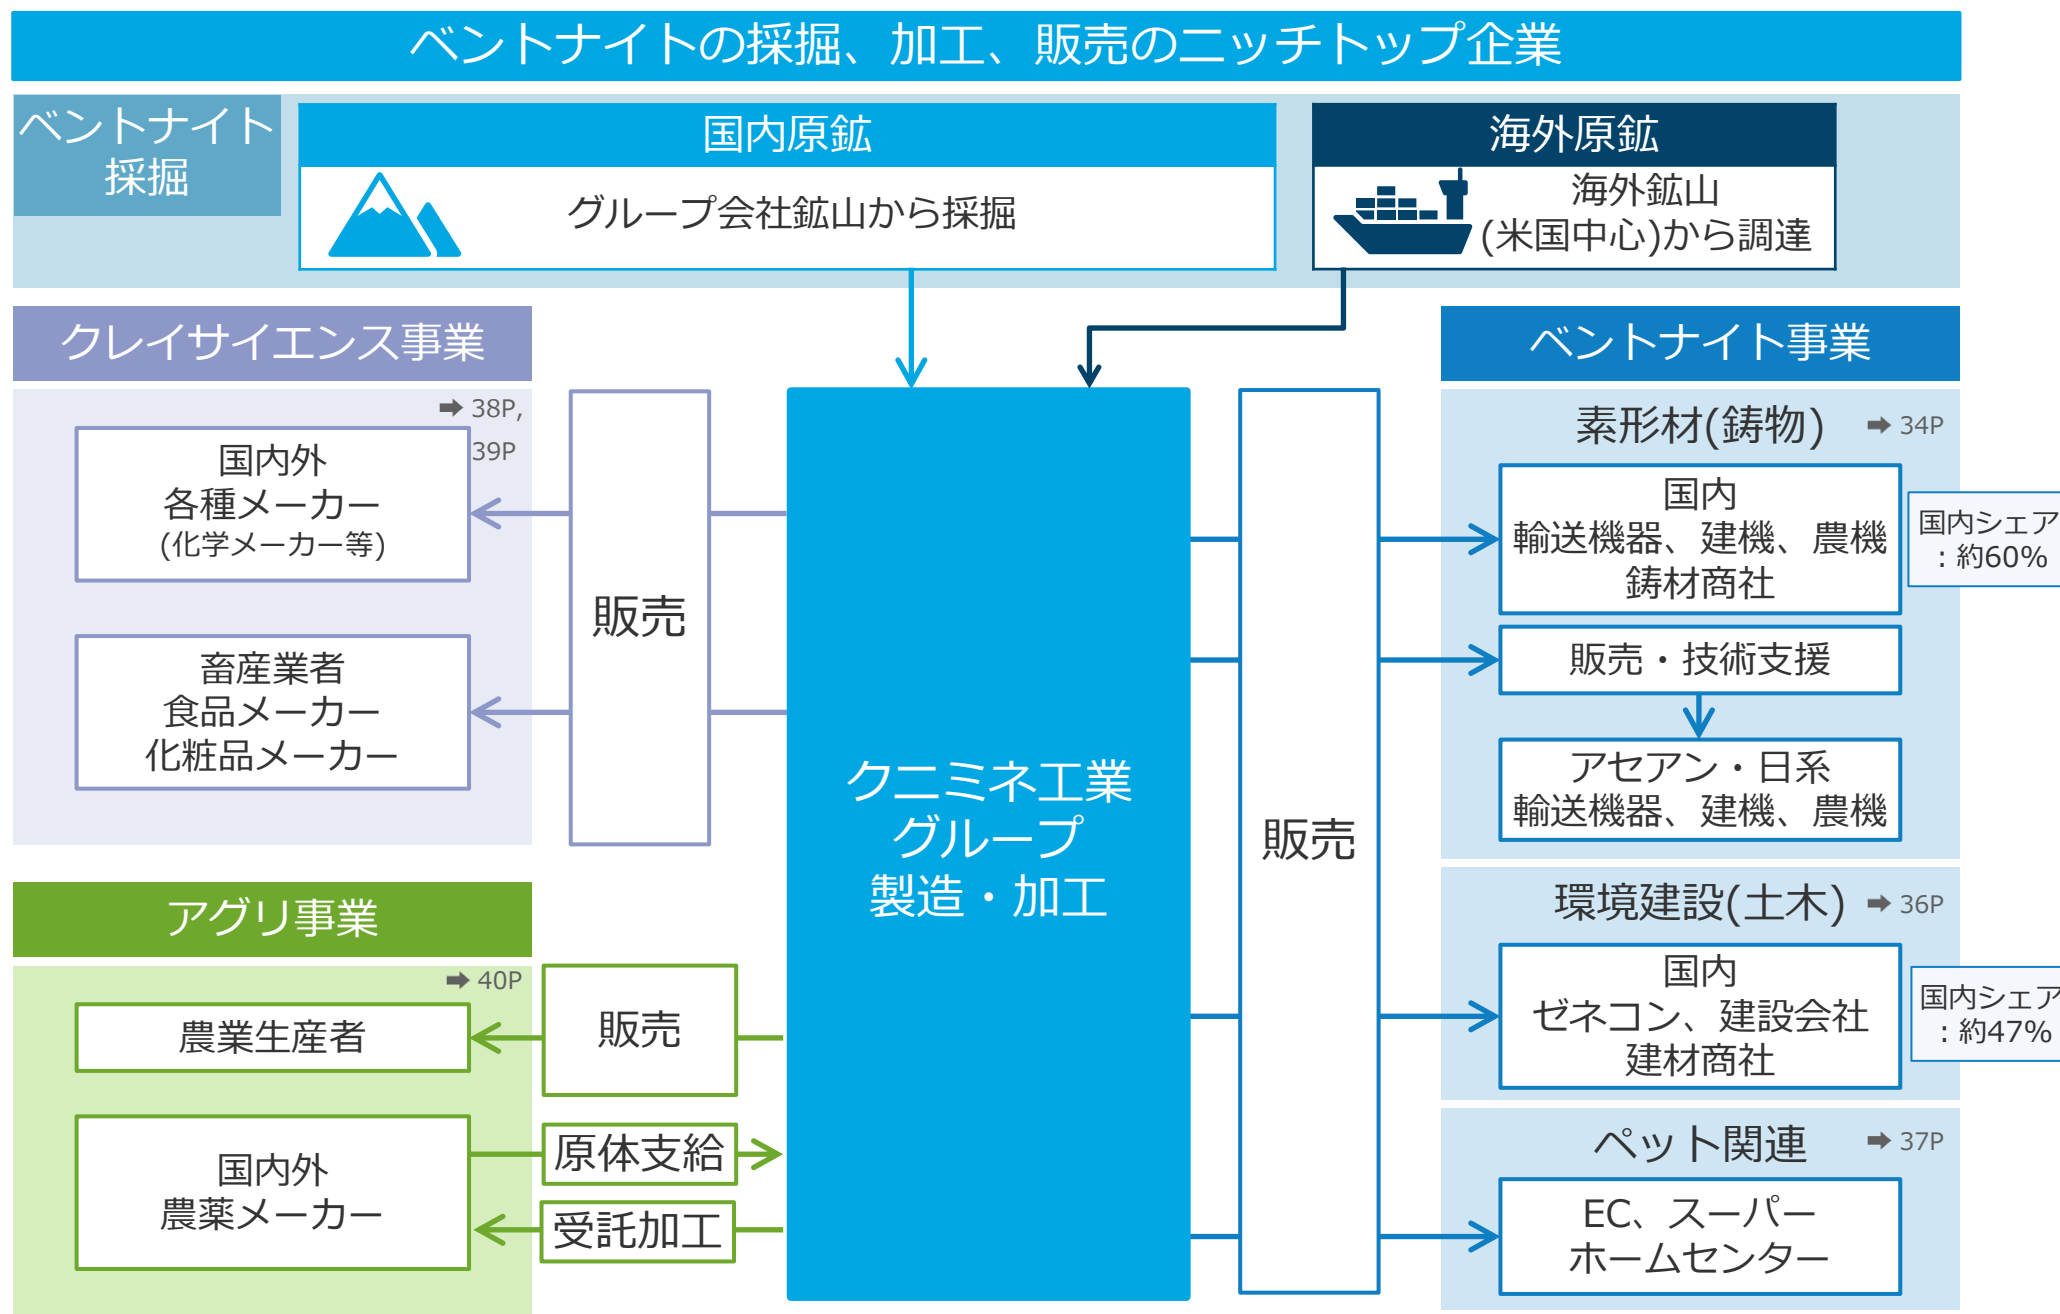 ベントナイトの採掘、加工、販売のニッチトップ企業
ベントナイト
採掘
国内原鉱
グループ会社鉱山から採掘
海外原鉱
海外鉱山
(米国中心)から調達
クレイサイエンス事業
➡ 38P,
39P
国内外
各種メーカー
(化学メーカー等)
畜産業者
食品メーカー
化粧品メーカー
販売
アグリ事業
➡ 40P
農業生産者
販売
国内外
農薬メーカー
原体支給
受託加工
クニミネ工業
グループ
製造・加工
販売
ベントナイト事業
素形材(鋳物)
➡ 34P
国内
輸送機器、建機、農機
鋳材商社
国内シェア
：約60%
販売・技術支援
アセアン・日系
輸送機器、建機、農機
環境建設(土木)
➡ 36P
国内
ゼネコン、建設会社
建材商社
国内シェア
：約47%
ペット関連
➡ 37P
EC、スーパー
ホームセンター